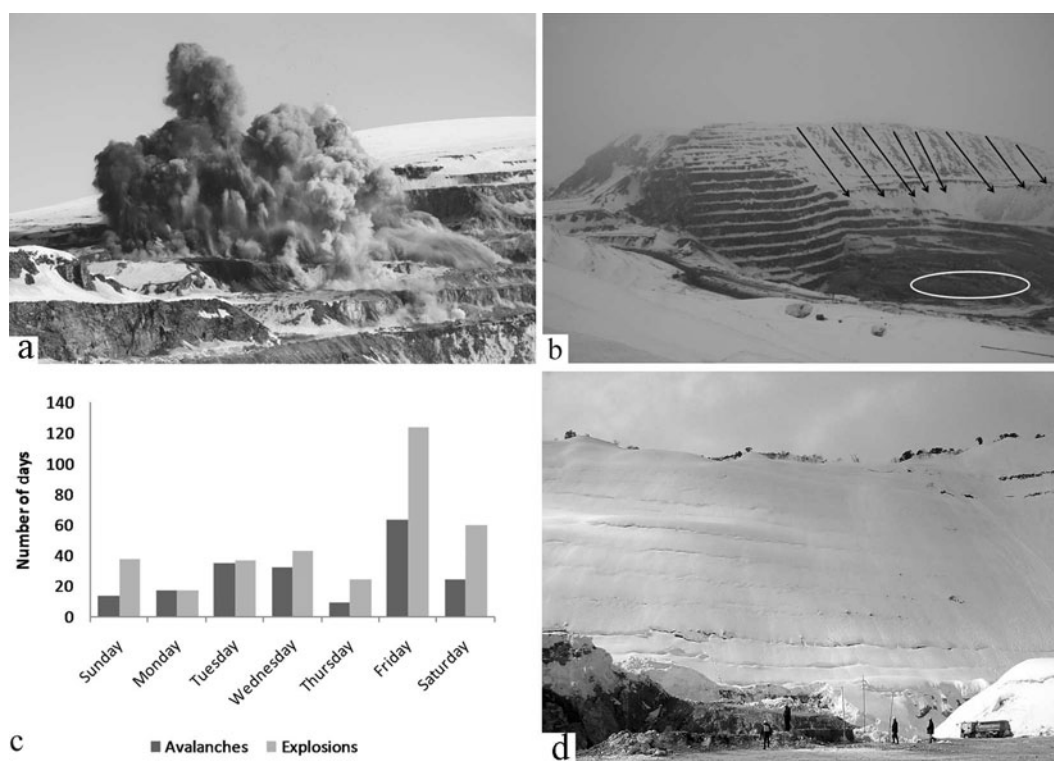 a
b
140
120
100
80
60
40
20
0
Number of days
Sunday
Monday
Tuesday
Wednesday
Thursday
Friday
Saturday
Avalanches
Explosions
c
d